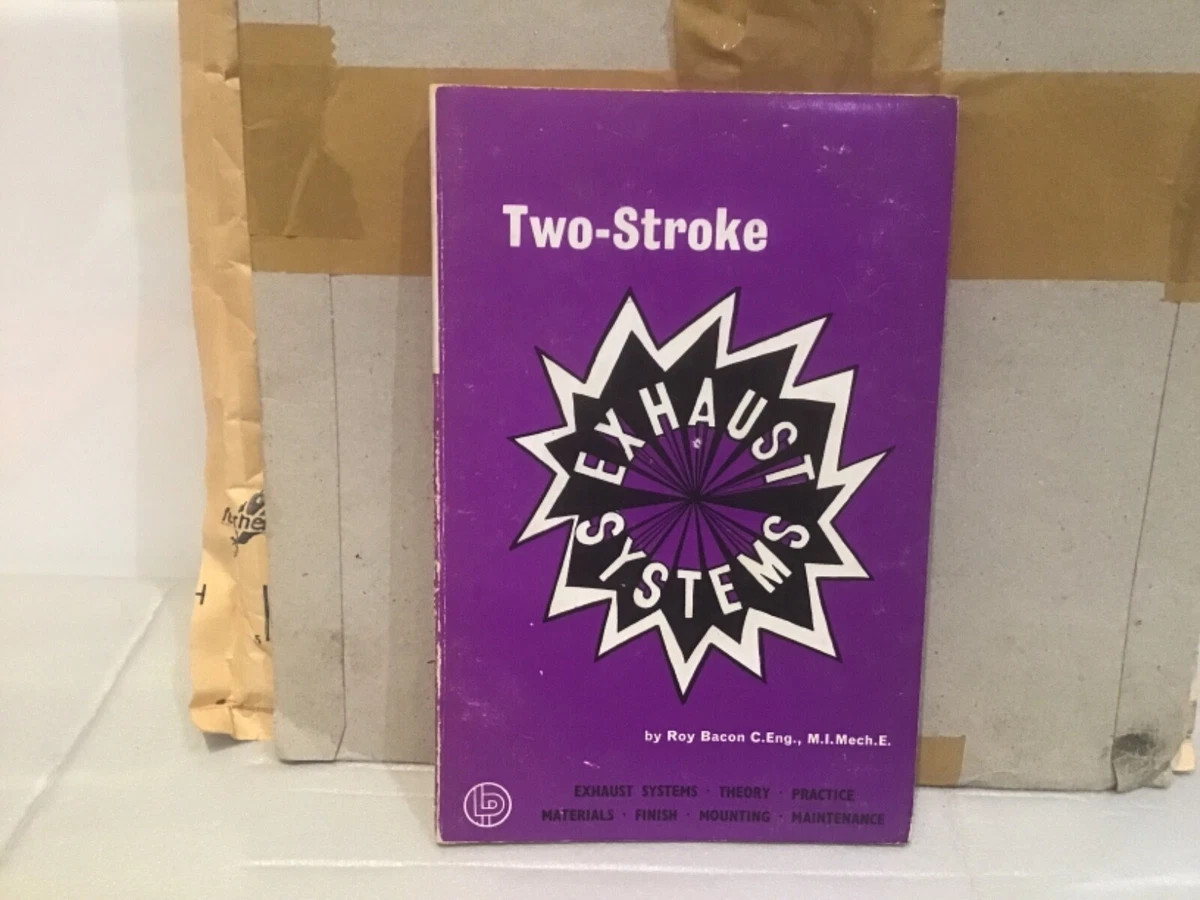 Two-Stroke
EXHAUST
SYSTEMS
by Roy Bacon C.Eng., M.I.Mech.E.
EXHAUST SYSTEMS · THEORY · PRACTICE
MATERIALS · FINISH · MOUNTING · MAINTENANCE